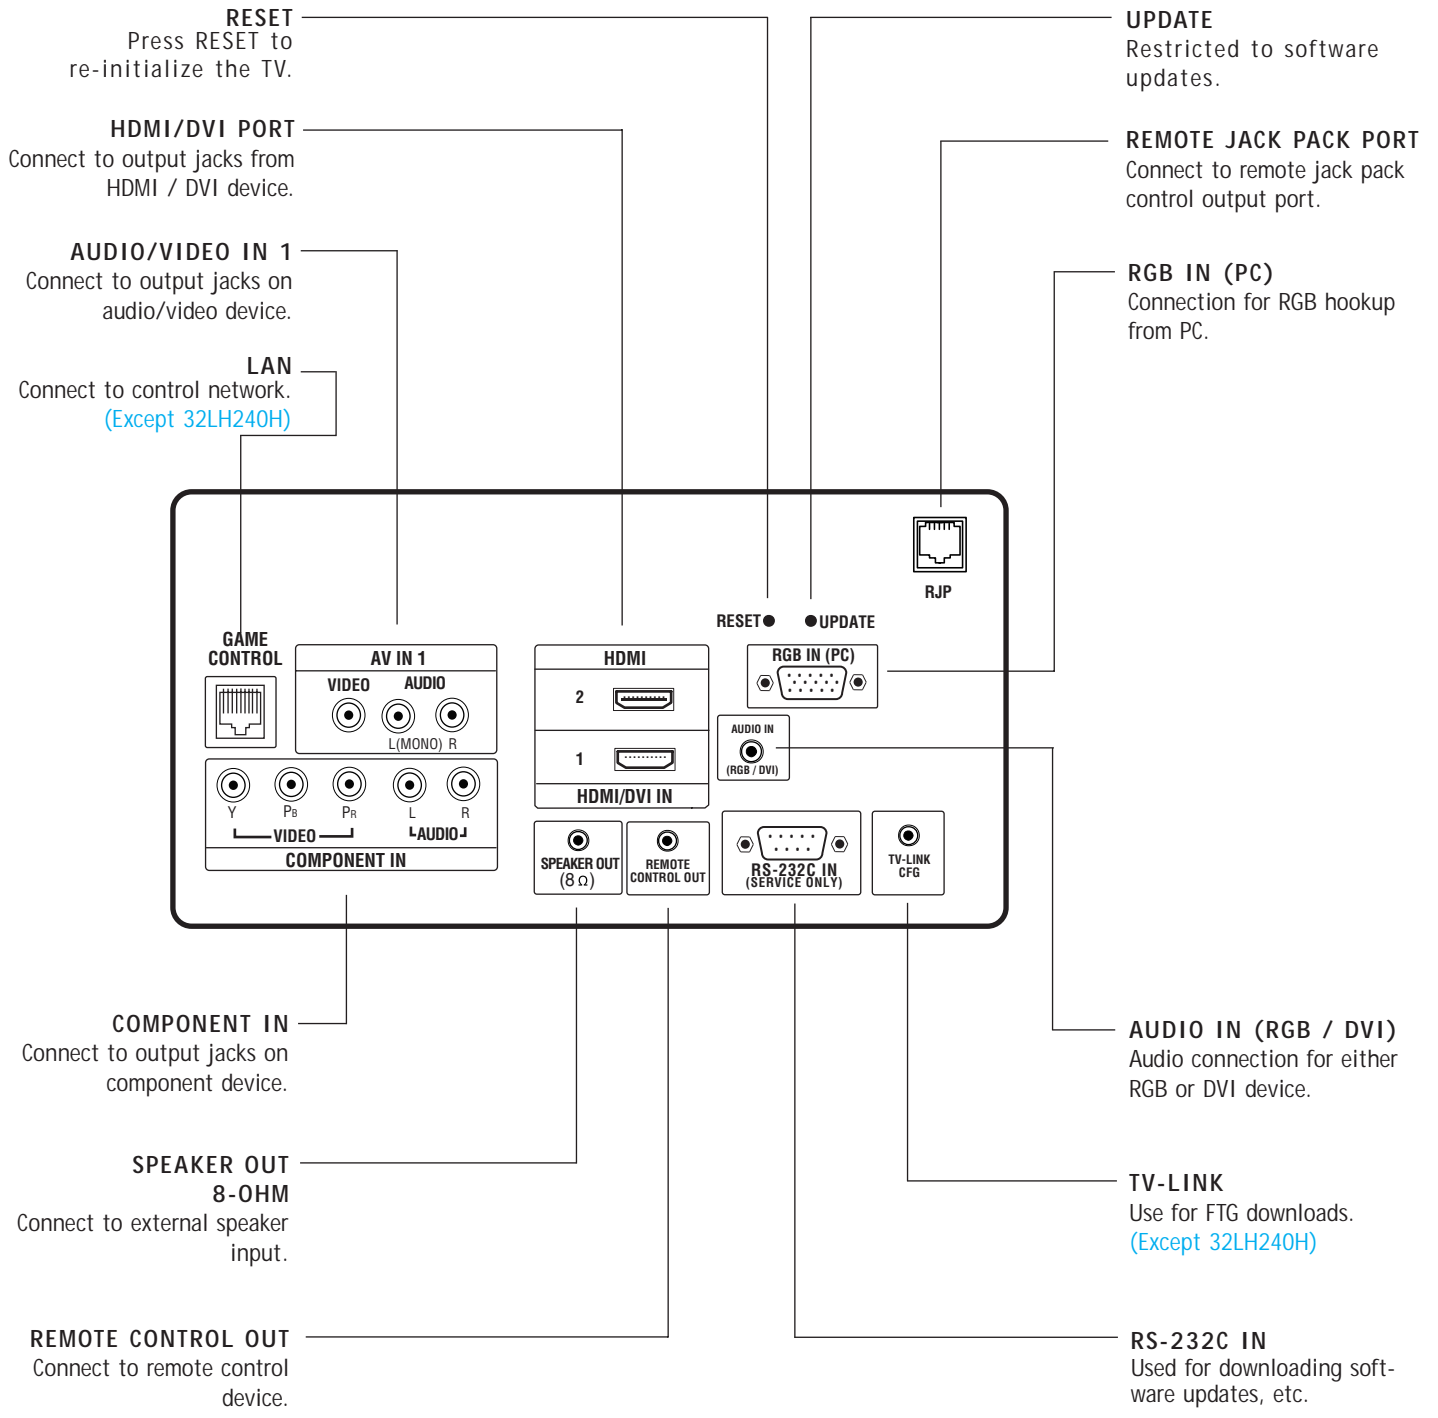 RESET
Press RESET to
re-initialize the TV.
HDMI/DVI PORT
Connect to output jacks from
HDMI / DVI device.
AUDIO/VIDEO IN 1
Connect to output jacks on
audio/video device.
LAN
Connect to control network.
(Except 32LH240H)
UPDATE
Restricted to software
updates.
REMOTE JACK PACK PORT
Connect to remote jack pack
control output port.
RGB IN (PC)
Connection for RGB hookup
from PC.
RJP
RESET
UPDATE
GAME
CONTROL
AV IN 1
VIDEO
AUDIO
L(MONO) R
HDMI
2
1
HDMI/DVI IN
RGB IN (PC)
AUDIO IN
(RGB / DVI)
Y
PB
PR
L
R
VIDEO
AUDIO
COMPONENT IN
SPEAKER OUT
(8 Ω)
REMOTE
CONTROL OUT
RS-232C IN
(SERVICE ONLY)
TV-LINK
CFG
COMPONENT IN
Connect to output jacks on
component device.
SPEAKER OUT
8-OHM
Connect to external speaker
input.
REMOTE CONTROL OUT
Connect to remote control
device.
AUDIO IN (RGB / DVI)
Audio connection for either
RGB or DVI device.
TV-LINK
Use for FTG downloads.
(Except 32LH240H)
RS-232C IN
Used for downloading soft-
ware updates, etc.